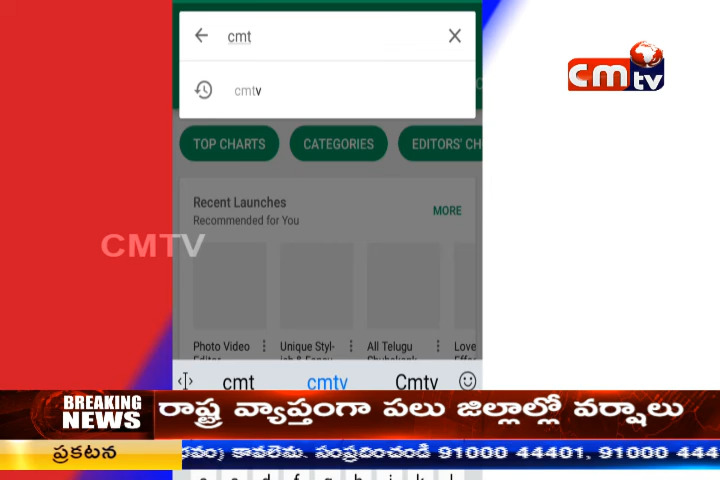 cmt
cmtv
cmtv
TOP CHARTS
CATEGORIES
EDITORS' CH
Recent Launches
Recommended for You
MORE
CMTV
Photo Video
Unique Styl-
All Telugu
Love
cmt
cmtv
Cmtv
BREAKING
NEWS
రాష్ట్ర వ్యాప్తంగా పలు జిల్లాల్లో వర్షాలు
ప్రకటన
కావలెను. సంప్రదించండి 91000 44401, 91000 444